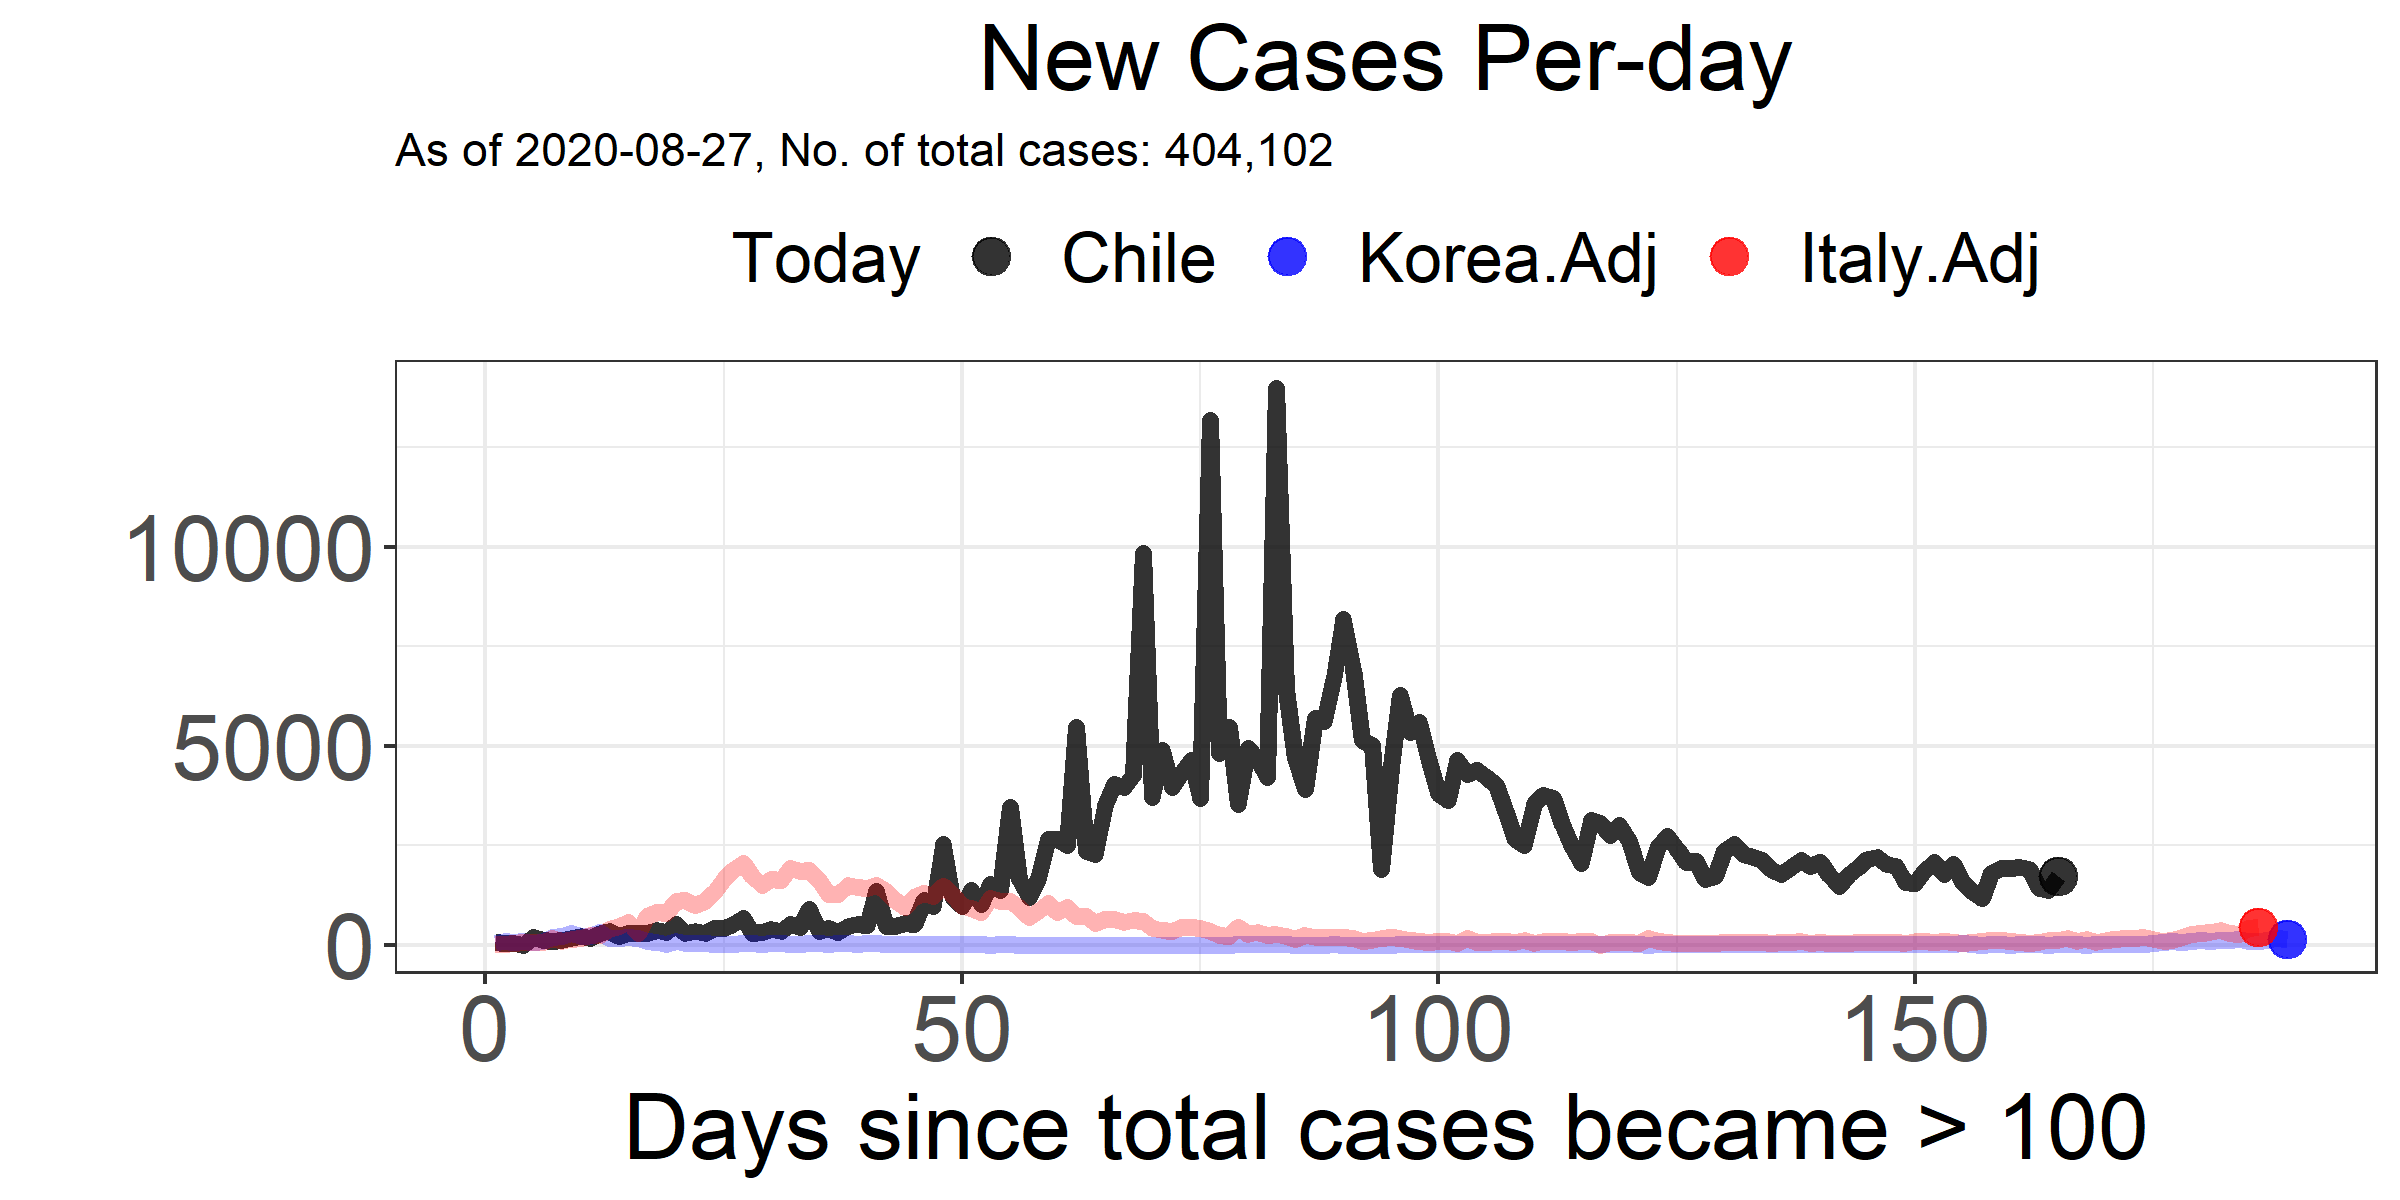 New Cases Per-day
As of 2020-08-27, No. of total cases: 404,102
Today Chile Korea.Adj Italy.Adj
10000
5000
0
0 50 100 150
Days since total cases became > 100